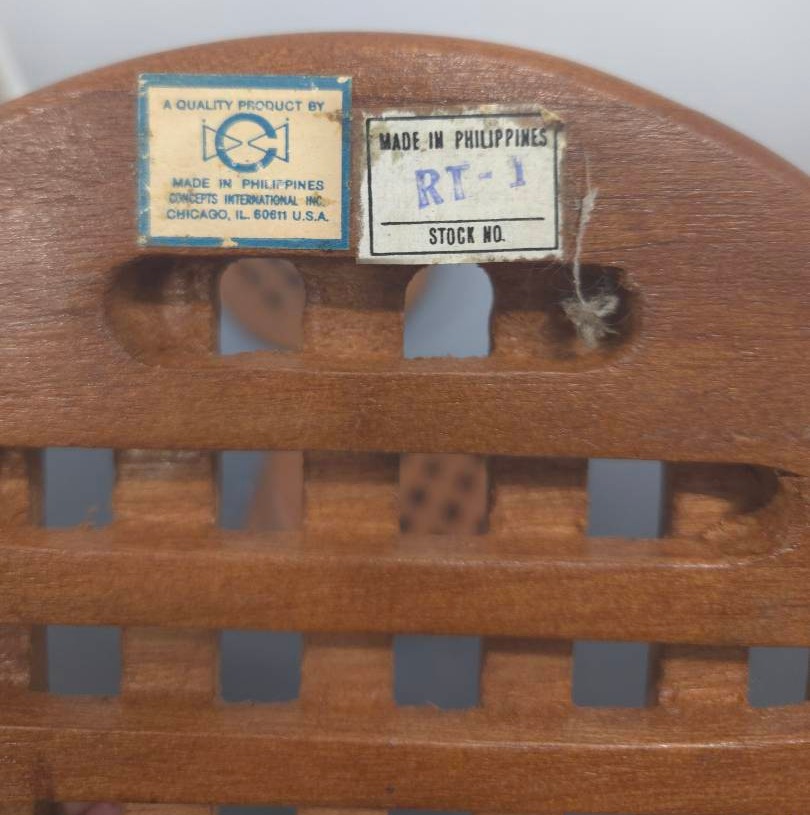 A QUALITY PRODUCT BY
C
MADE IN PHILIPPINES
CONCEPTS INTERNATIONAL INC.
CHICAGO, IL. 60611 U.S.A.
MADE IN PHILIPPINES
RT-1
STOCK NO.